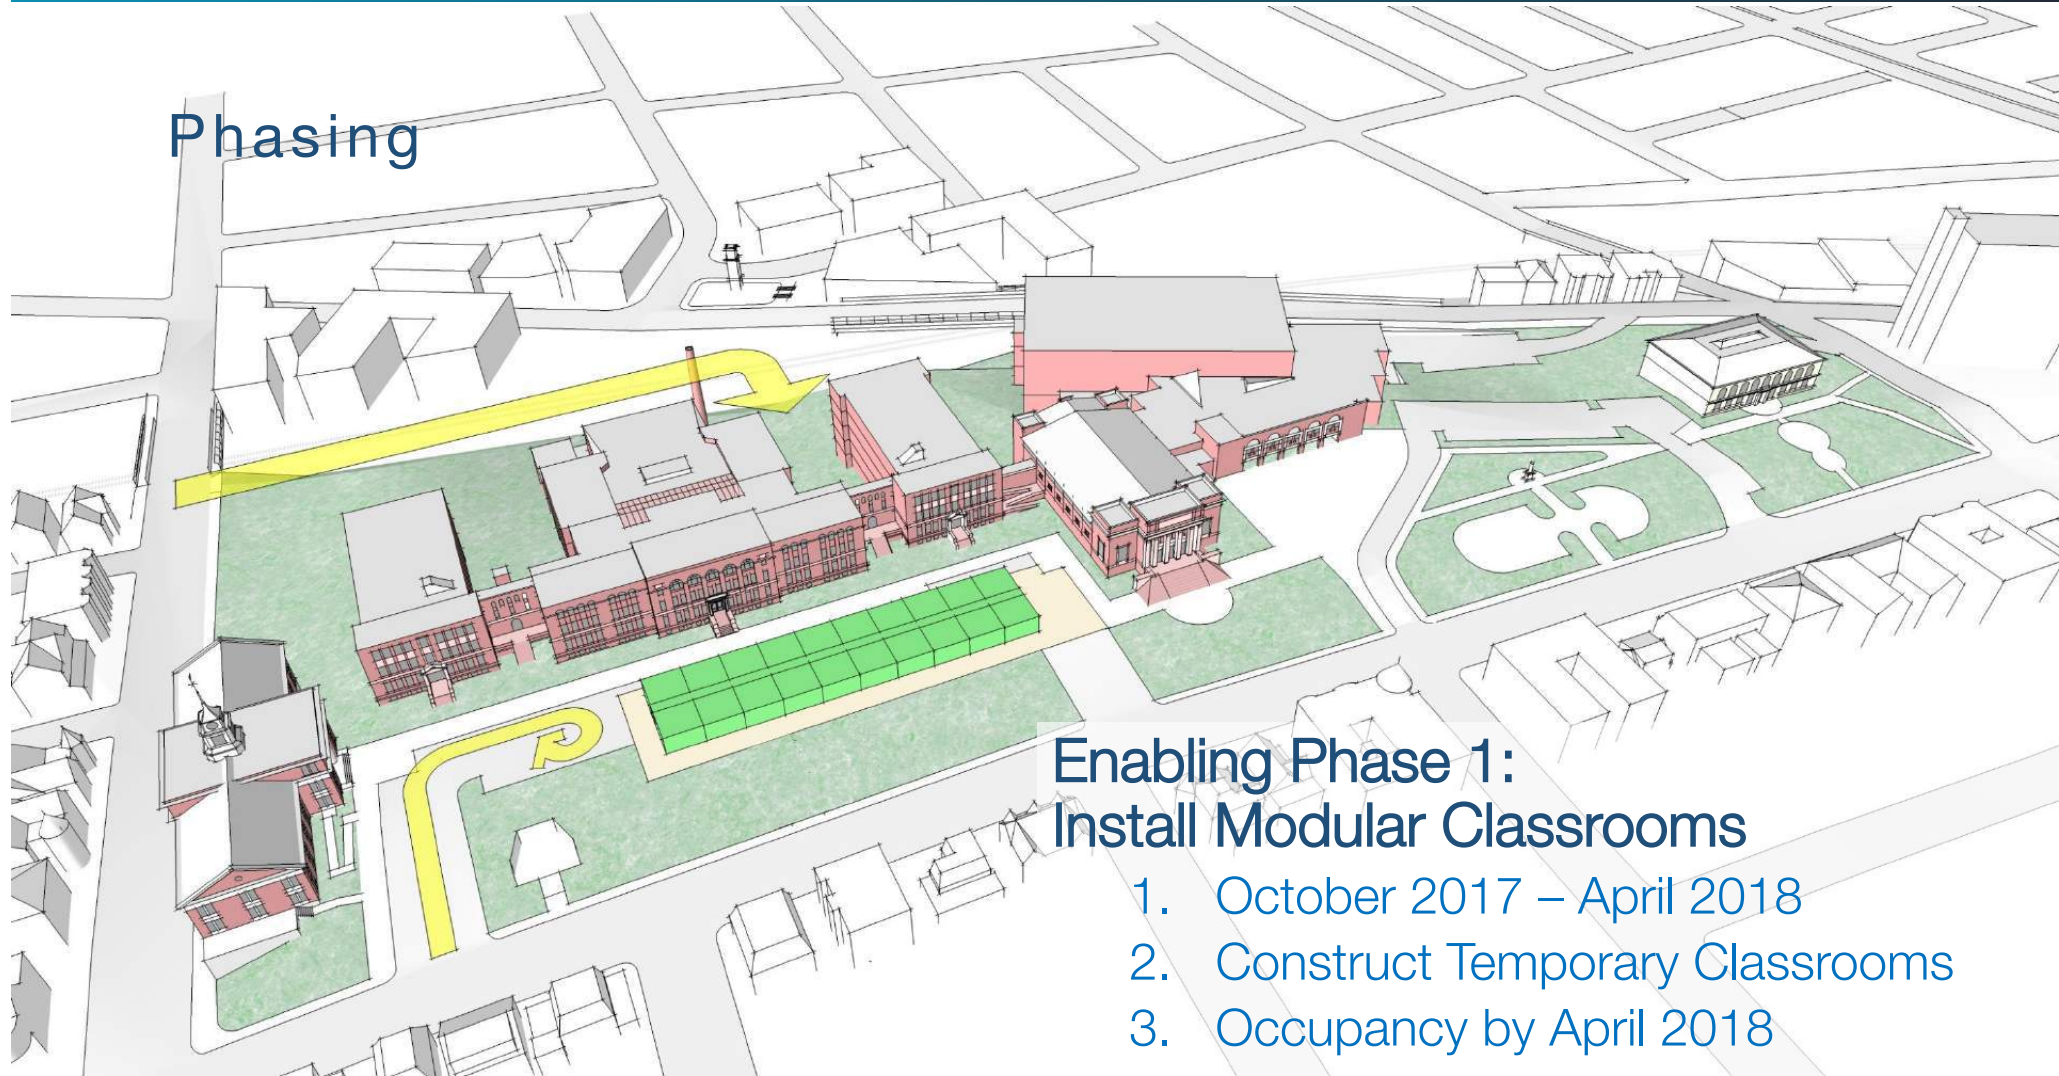 Phasing
Enabling Phase 1:
Install Modular Classrooms
1. October 2017 – April 2018
2. Construct Temporary Classrooms
3. Occupancy by April 2018